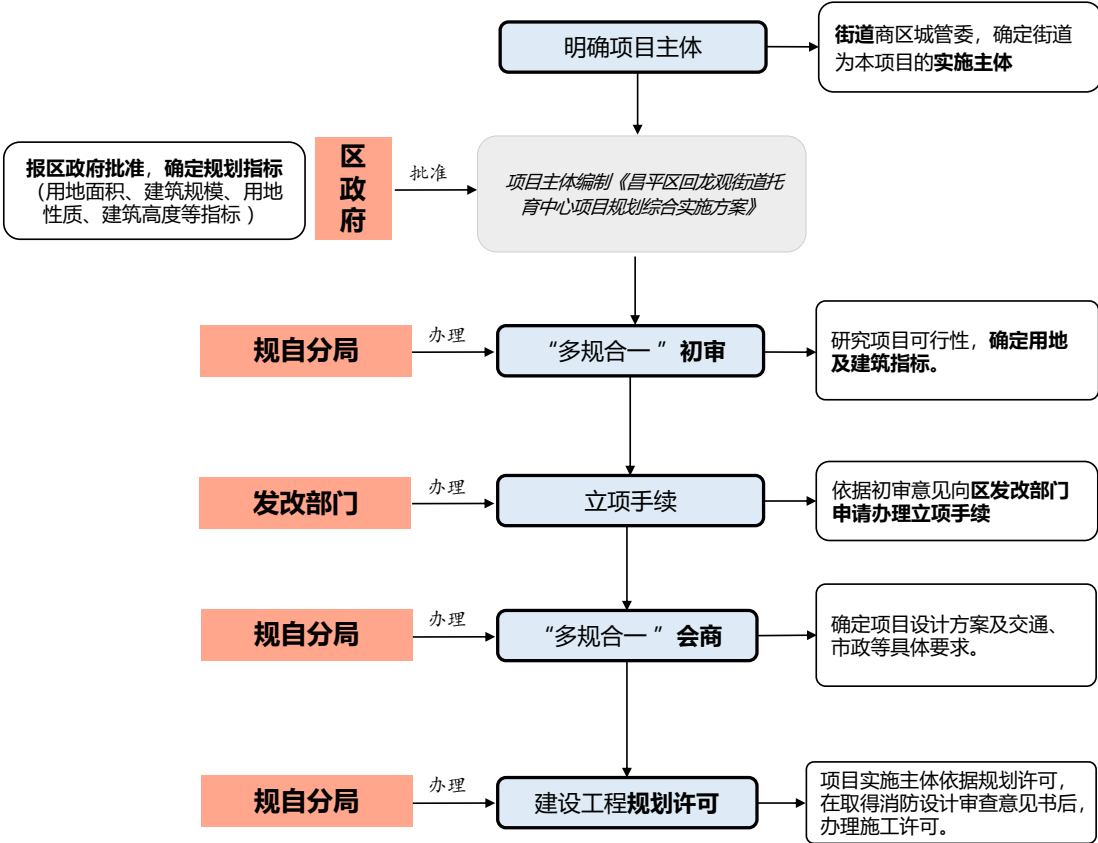 明确项目主体
街道商区城管委，确定街道
为本项目的实施主体
报区政府批准，确定规划指标
（用地面积、建筑规模、用地
性质、建筑高度等指标 ）
区
政
府
批准
项目主体编制《昌平区回龙观街道托
育中心项目规划综合实施方案》
规自分局
办理
“多规合一 ”初审
研究项目可行性，确定用地
及建筑指标。
发改部门
办理
立项手续
依据初审意见向区发改部门
申请办理立项手续
规自分局
办理
“多规合一 ”会商
确定项目设计方案及交通、
市政等具体要求。
规自分局
办理
建设工程规划许可
项目实施主体依据规划许可，
在取得消防设计审查意见书后，
办理施工许可。